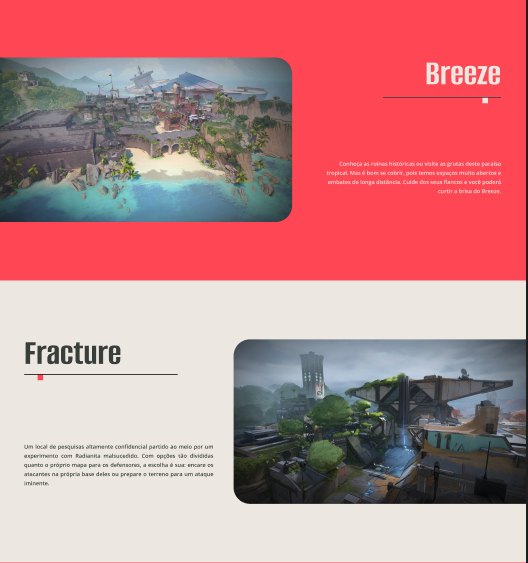 Breeze
Conheça as ruínas históricas ou visite as grutas deste paraíso
tropical. Mas é bom se cobrir, pois temos espaços muito abertos e
embates de longa distância. Cuide dos seus flancos e você poderá
curtir a brisa do Breeze.
Fracture
Um local de pesquisas altamente confidencial partido ao meio por um
experimento com Radianita malsucedido. Com opções tão divididas
quanto o próprio mapa para os defensores, a escolha é sua: encare os
atacantes na própria base deles ou prepare o terreno para um ataque
iminente.